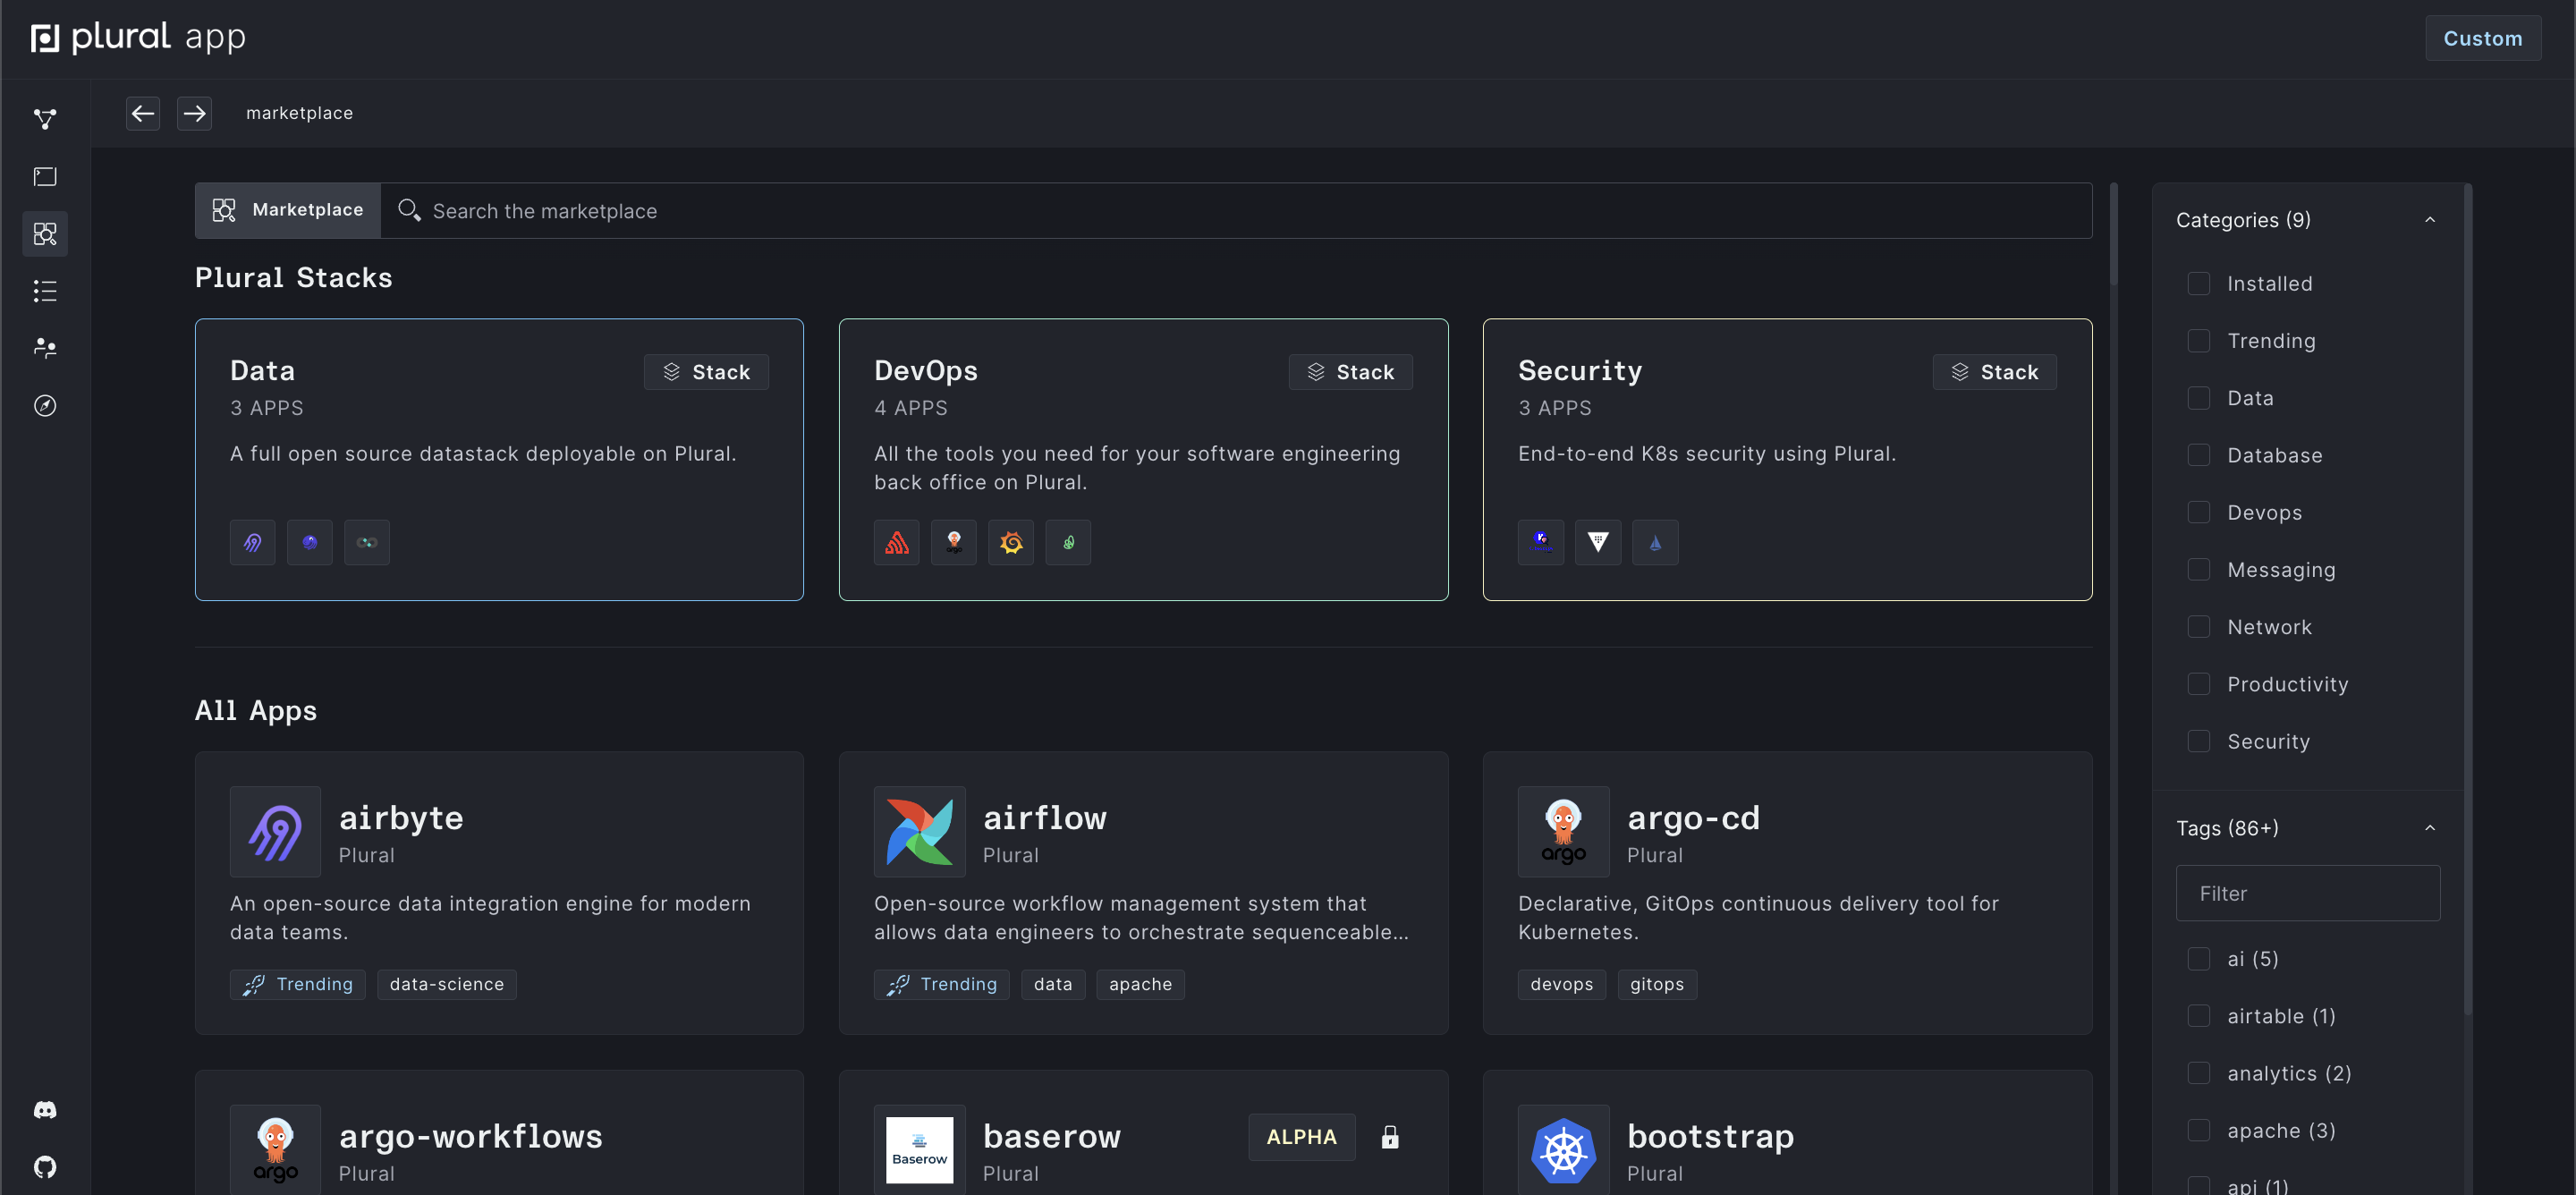 plural app
Custom
marketplace
Marketplace
Search the marketplace
Plural Stacks
Data
Stack
3 APPS
A full open source datastack deployable on Plural.
DevOps
Stack
4 APPS
All the tools you need for your software engineering
back office on Plural.
Security
Stack
3 APPS
End-to-end K8s security using Plural.
All Apps
airbyte
Plural
An open-source data integration engine for modern
data teams.
Trending
data-science
airflow
Plural
Open-source workflow management system that
allows data engineers to orchestrate sequenceable...
Trending
data
apache
argo
argo-cd
Plural
Declarative, GitOps continuous delivery tool for
Kubernetes.
devops
gitops
argo
argo-workflows
Plural
Baserow
baserow
Plural
ALPHA
bootstrap
Plural
Categories (9)
Installed
Trending
Data
Database
Devops
Messaging
Network
Productivity
Security
Tags (86+)
Filter
ai (5)
airtable (1)
analytics (2)
apache (3)
api (1)